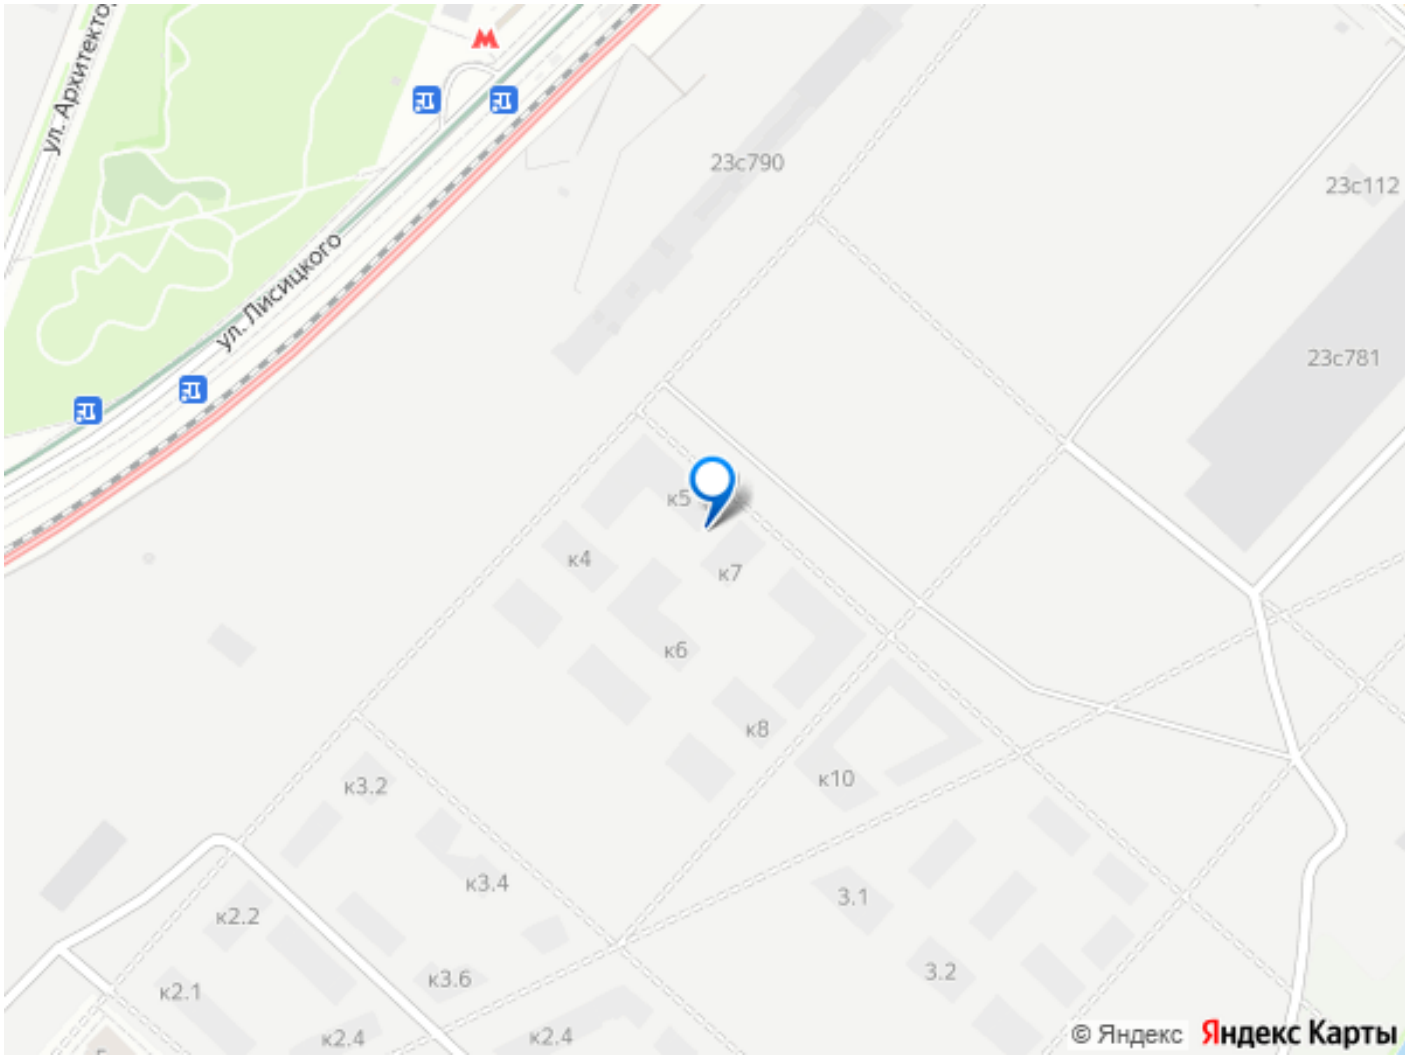 ул. Архитекто
23с790
23с112
ул. Лисицкого
23с781
к5
к4
к7
к6
к8
к10
к3.2
к3.4
3.1
к2.2
3.2
к3.6
к2.1
к2.4
к2.4
© Яндекс
Яндекс Карты